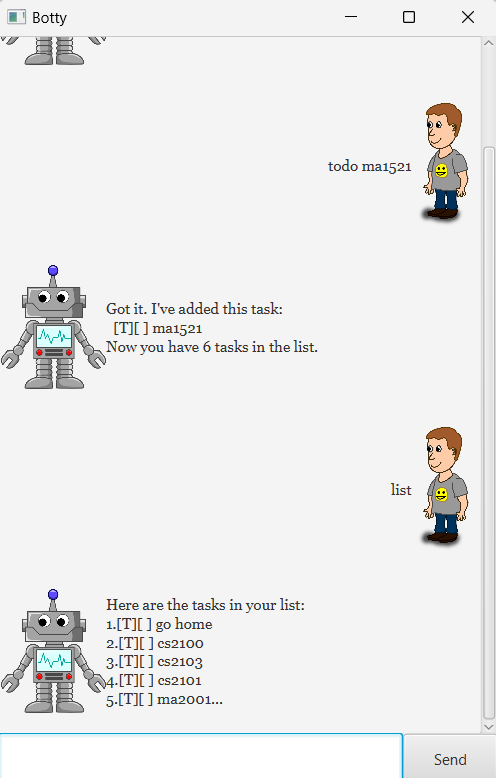 Botty
todo ma1521
Got it. I've added this task:
[T][ ] ma1521
Now you have 6 tasks in the list.
list
Here are the tasks in your list:
1.[T][ ] go home
2.[T][ ] cs2100
3.[T][ ] cs2103
4.[T][ ] cs2101
5.[T][ ] ma2001...
Send